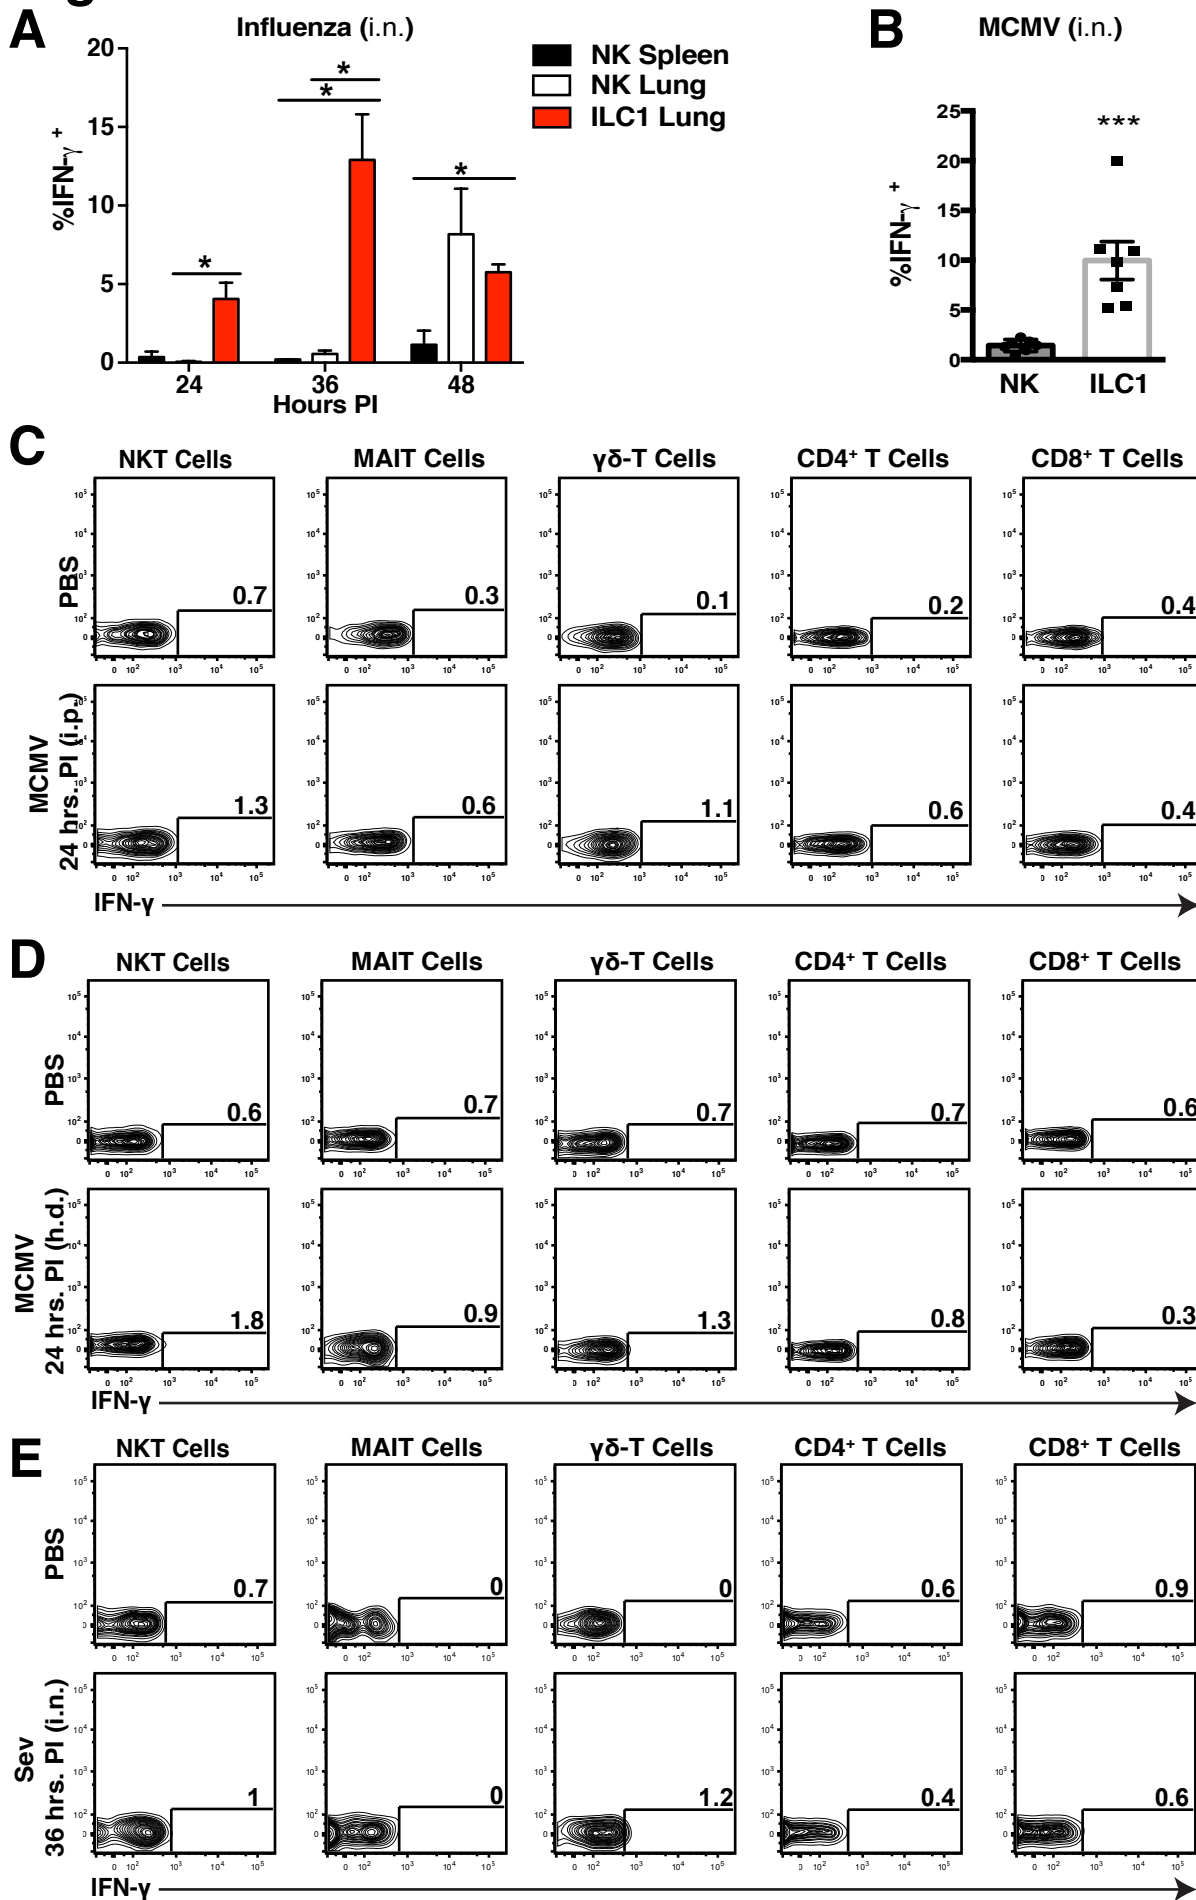 A
Influenza (i.n.)
20
15
10
5
0
%IFN-γ +
24
36
48
Hours PI
*
*
*
*
NK Spleen
NK Lung
ILC1 Lung
B
MCMV (i.n.)
25
20
15
10
5
0
%IFN-γ +
***
NK
ILC1
C
NKT Cells
MAIT Cells
γδ-T Cells
CD4+ T Cells
CD8+ T Cells
PBS
0.7
0.3
0.1
0.2
0.4
MCMV
24 hrs. PI (i.p.)
1.3
0.6
1.1
0.6
0.4
IFN-γ
D
NKT Cells
MAIT Cells
γδ-T Cells
CD4+ T Cells
CD8+ T Cells
PBS
0.6
0.7
0.7
0.7
0.6
MCMV
24 hrs. PI (h.d.)
1.8
0.9
1.3
0.8
0.3
IFN-γ
E
NKT Cells
MAIT Cells
γδ-T Cells
CD4+ T Cells
CD8+ T Cells
PBS
0.7
0
0
0.6
0.9
Sev
36 hrs. PI (i.n.)
1
0
1.2
0.4
0.6
IFN-γ